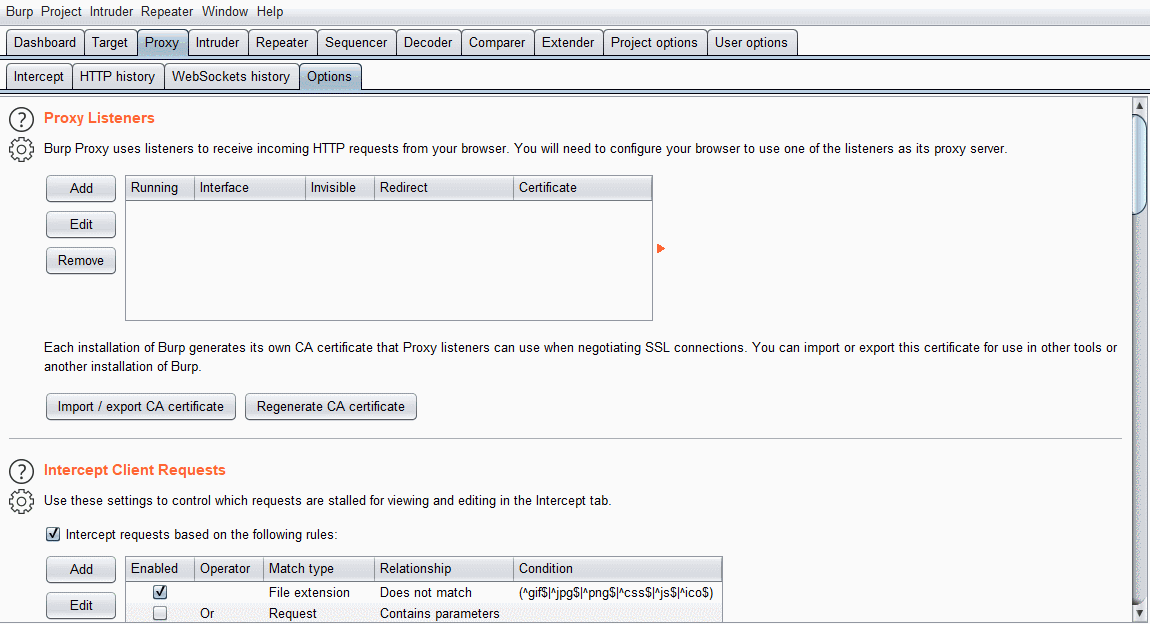 Burp Project Intruder Repeater Window Help
Dashboard Target Proxy Intruder Repeater Sequencer Decoder Comparer Extender Project options User options
Intercept HTTP history WebSockets history Options
? Proxy Listeners
Burp Proxy uses listeners to receive incoming HTTP requests from your browser. You will need to configure your browser to use one of the listeners as its proxy server.
Add Running Interface Invisible Redirect Certificate
Edit
Remove
Each installation of Burp generates its own CA certificate that Proxy listeners can use when negotiating SSL connections. You can import or export this certificate for use in other tools or
another installation of Burp.
Import / export CA certificate Regenerate CA certificate
? Intercept Client Requests
Use these settings to control which requests are stalled for viewing and editing in the Intercept tab.
Intercept requests based on the following rules:
Add Enabled Operator Match type Relationship Condition
File extension Does not match (^gif$|^jpg$|^png$|^css$|^js$|^ico$)
Edit Or Request Contains parameters